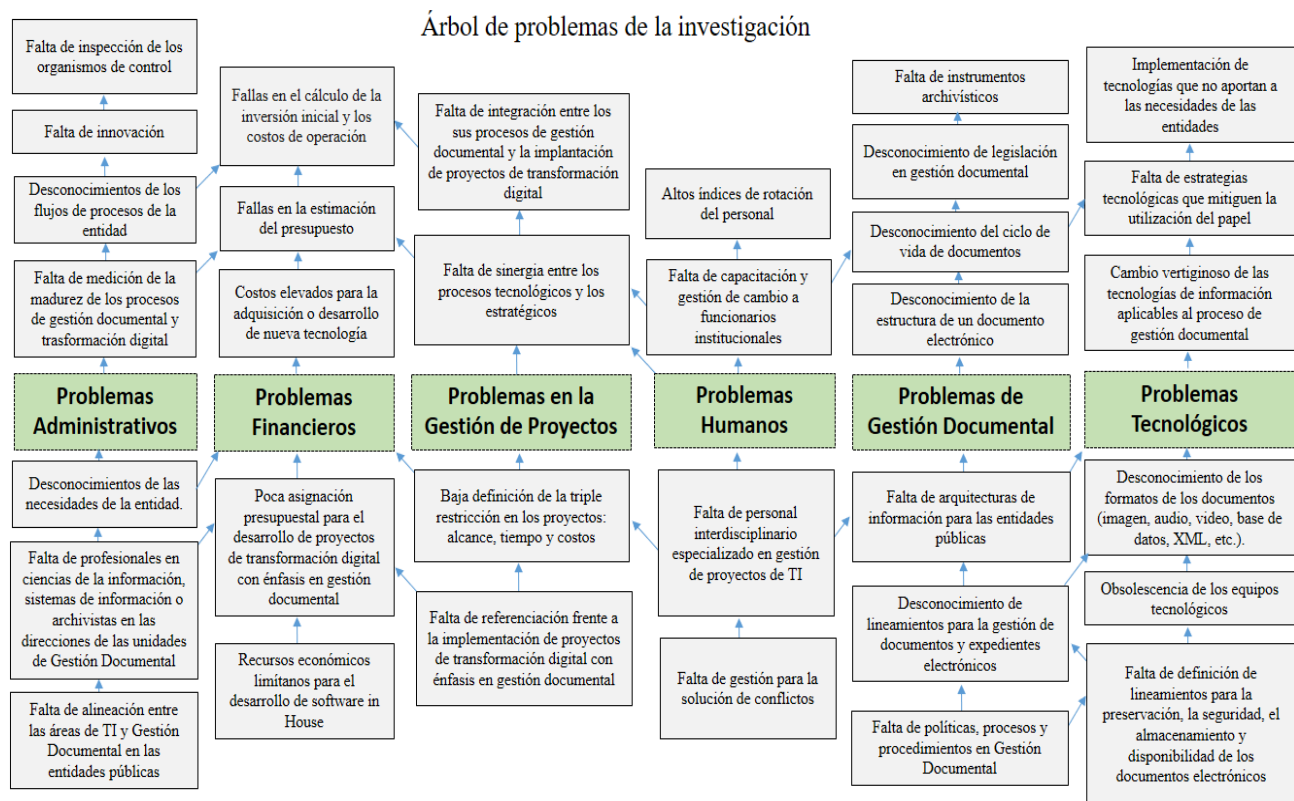 Árbol de problemas de la investigación
Falta de inspección de los
organismos de control
Falta de innovación
Desconocimientos de los
flujos de procesos de la
entidad
Falta de medición de la
madurez de los procesos
de gestión documental y
trasformación digital
Problemas
Administrativos
Desconocimientos de las
necesidades de la entidad.
Falta de profesionales en
ciencias de la información,
sistemas de información o
archivistas en las
direcciones de las unidades
de Gestión Documental
Falta de alineación entre
las áreas de TI y Gestión
Documental en las
entidades públicas
Fallas en el cálculo de la
inversión inicial y los
costos de operación
Fallas en la estimación
del presupuesto
Costos elevados para la
adquisición o desarrollo
de nueva tecnología
Problemas
Financieros
Poca asignación
presupuestal para el
desarrollo de proyectos
de transformación digital
con énfasis en gestión
documental
Recursos económicos
limítanos para el
desarrollo de software in
House
Falta de integración entre
los sus procesos de gestión
documental y la implantación
de proyectos de transformación
digital
Falta de sinergia entre los
procesos tecnológicos y los
estratégicos
Problemas en la
Gestión de Proyectos
Baja definición de la triple
restricción en los proyectos:
alcance, tiempo y costos
Falta de referenciación frente a
la implementación de proyectos
de transformación digital con
énfasis en gestión documental
Altos índices de rotación
del personal
Falta de capacitación y
gestión de cambio a
funcionarios
institucionales
Problemas
Humanos
Falta de personal
interdisciplinario
especializado en gestión
de proyectos de TI
Falta de gestión para la
solución de conflictos
Falta de instrumentos
archivísticos
Desconocimiento de legislación
en gestión documental
Desconocimiento del ciclo de
vida de documentos
Desconocimiento de la
estructura de un documento
electrónico
Problemas de
Gestión Documental
Falta de arquitecturas de
información para las entidades
públicas
Desconocimiento de
lineamientos para la gestión de
documentos y expedientes
electrónicos
Falta de políticas, procesos y
procedimientos en Gestión
Documental
Implementación de
tecnologías que no aportan a
las necesidades de las
entidades
Falta de estrategias
tecnológicas que mitiguen la
utilización del papel
Cambio vertiginoso de las
tecnologías de información
aplicables al proceso de
gestión documental
Problemas
Tecnológicos
Desconocimiento de los
formatos de los documentos
(imagen, audio, video, base de
datos, XML, etc.).
Obsolescencia de los equipos
tecnológicos
Falta de definición de
lineamientos para la
preservación, la seguridad, el
almacenamiento y
disponibilidad de los
documentos electrónicos